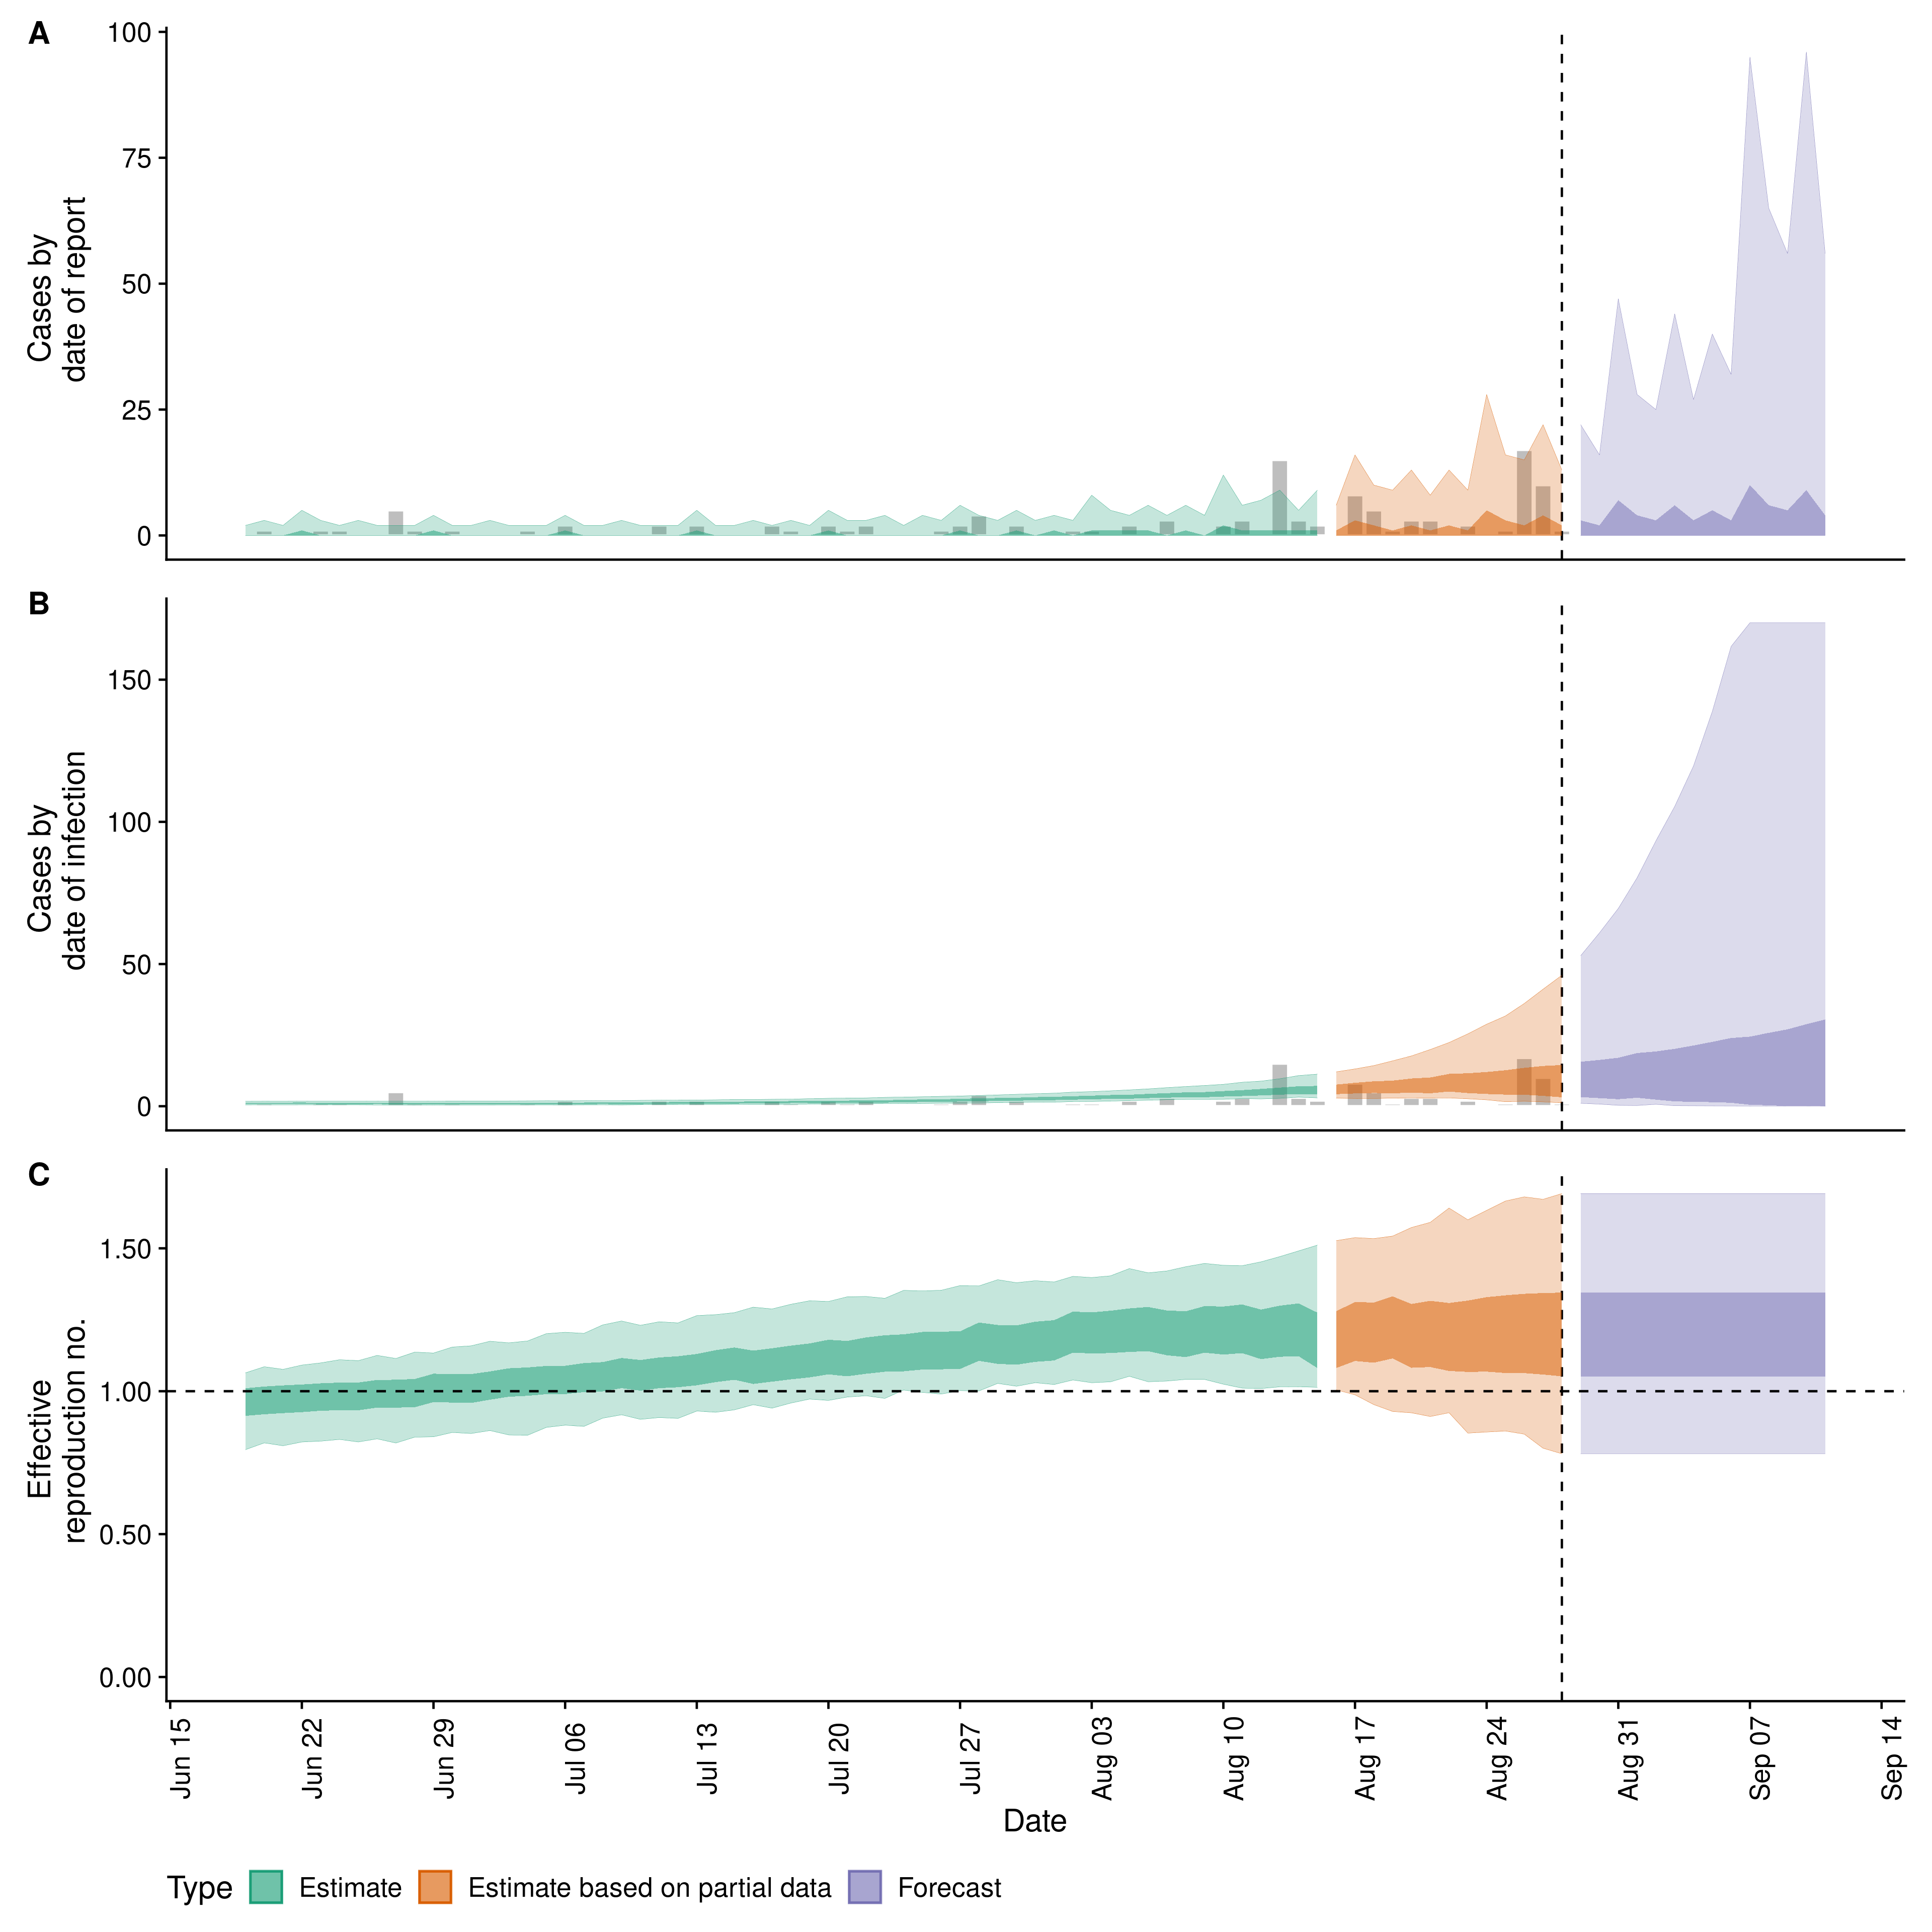 A
Cases by
date of report
100
75
50
25
0
B
Cases by
date of infection
150
100
50
0
C
Effective
reproduction no.
1.50
1.00
0.50
0.00
Jun 15
Jun 22
Jun 29
Jul 06
Jul 13
Jul 20
Jul 27
Aug 03
Aug 10
Aug 17
Aug 24
Aug 31
Sep 07
Sep 14
Date
Type Estimate Estimate based on partial data Forecast